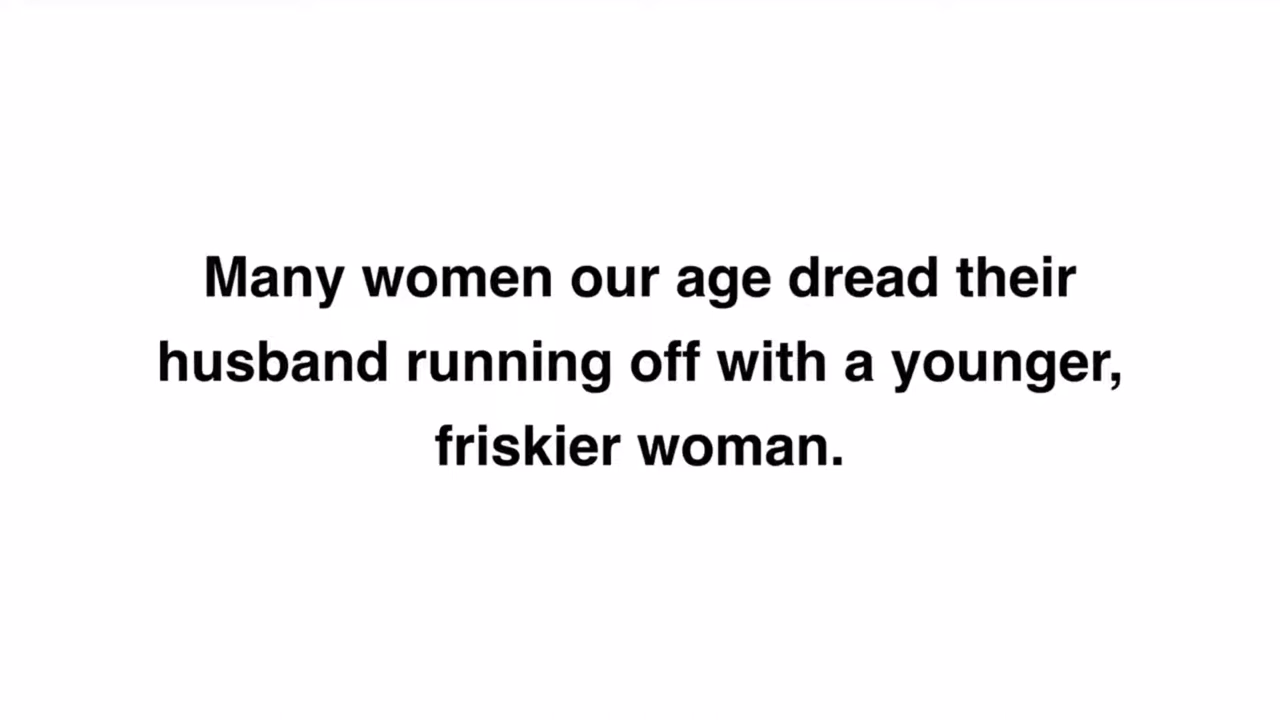 Many women our age dread their
husband running off with a younger,
friskier woman.